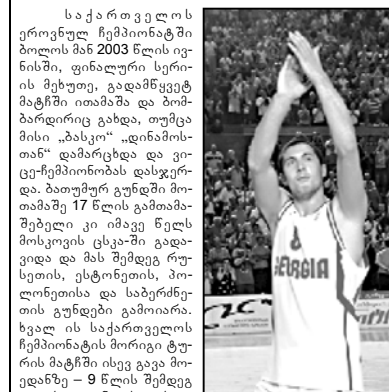 საქართველოს
ეროვნულ ჩემპიონატში
ბოლოს მან 2003 წლის ივ-
ნისში, ფინალური სერი-
ის მეხუთე, გადამწყვეტ
მატჩში ითამაშა და ბომ-
ბარდირიც გახდა, თუმცა
მისი „ბასკო“ „დინამოს-
თან“ დამარცხდა და ვი-
ცე-ჩემპიონობას დასჯერ-
და. ბათუმურ გუნდში მო-
თამაშე 17 წლის გამთამა-
შებელი კი იმავე წელს
მოსკოვის ცსკა-ში გადა-
ვიდა და მას შემდეგ რუ-
სეთის, ესტონეთის, პო-
ლონეთისა და საბერძნე-
თის გუნდები გამოიარა.
ხვალ ის საქართველოს
ჩემპიონატის მორიგი ტუ-
რის მატჩში ისევ გავა მო-
ედანზე – 9 წლის შემდეგ
GEORGIA